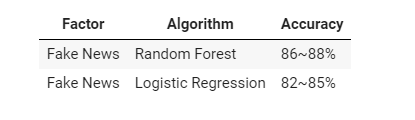 Factor Algorithm Accuracy
Fake News Random Forest 86~88%
Fake News Logistic Regression 82~85%